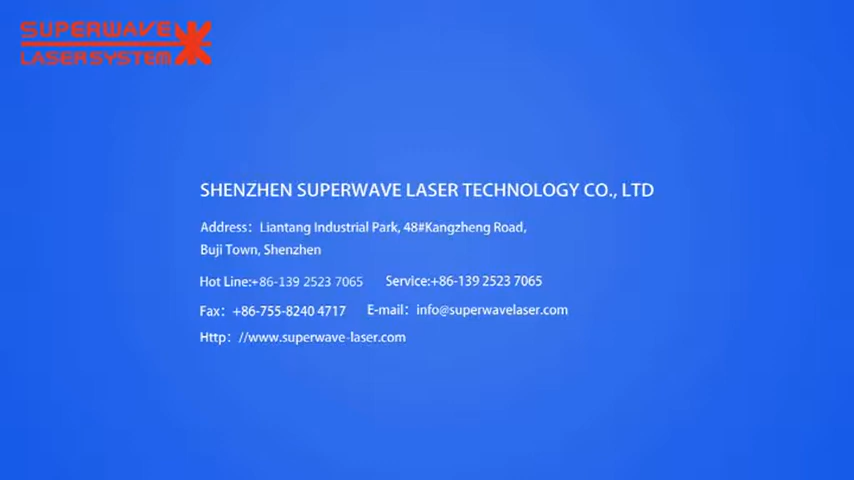 SUPERWAVE
LASER SYSTEM
SHENZHEN SUPERWAVE LASER TECHNOLOGY CO., LTD
Address：Liantang Industrial Park, 48#Kangzheng Road,
Buji Town, Shenzhen
Hot Line:+86-139 2523 7065 Service:+86-139 2523 7065
Fax：+86-755-8240 4717 E-mail：info@superwavelaser.com
Http：//www.superwave-laser.com